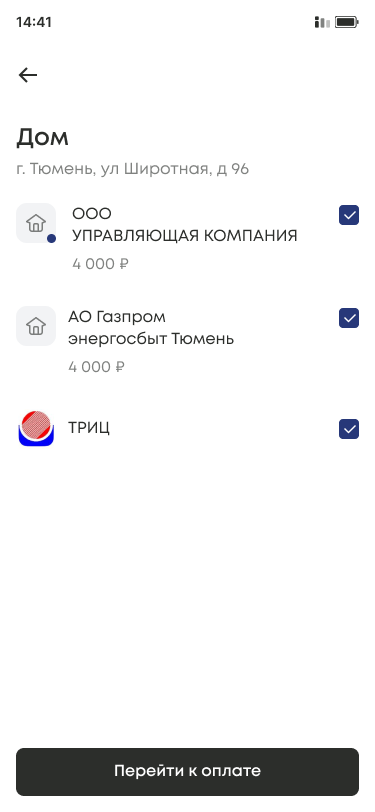 14:41
Дом
г. Тюмень, ул Широтная, д 96
ООО
УПРАВЛЯЮЩАЯ КОМПАНИЯ
4 000 ₽
АО Газпром
энергосбыт Тюмень
4 000 ₽
ТРИЦ
Перейти к оплате